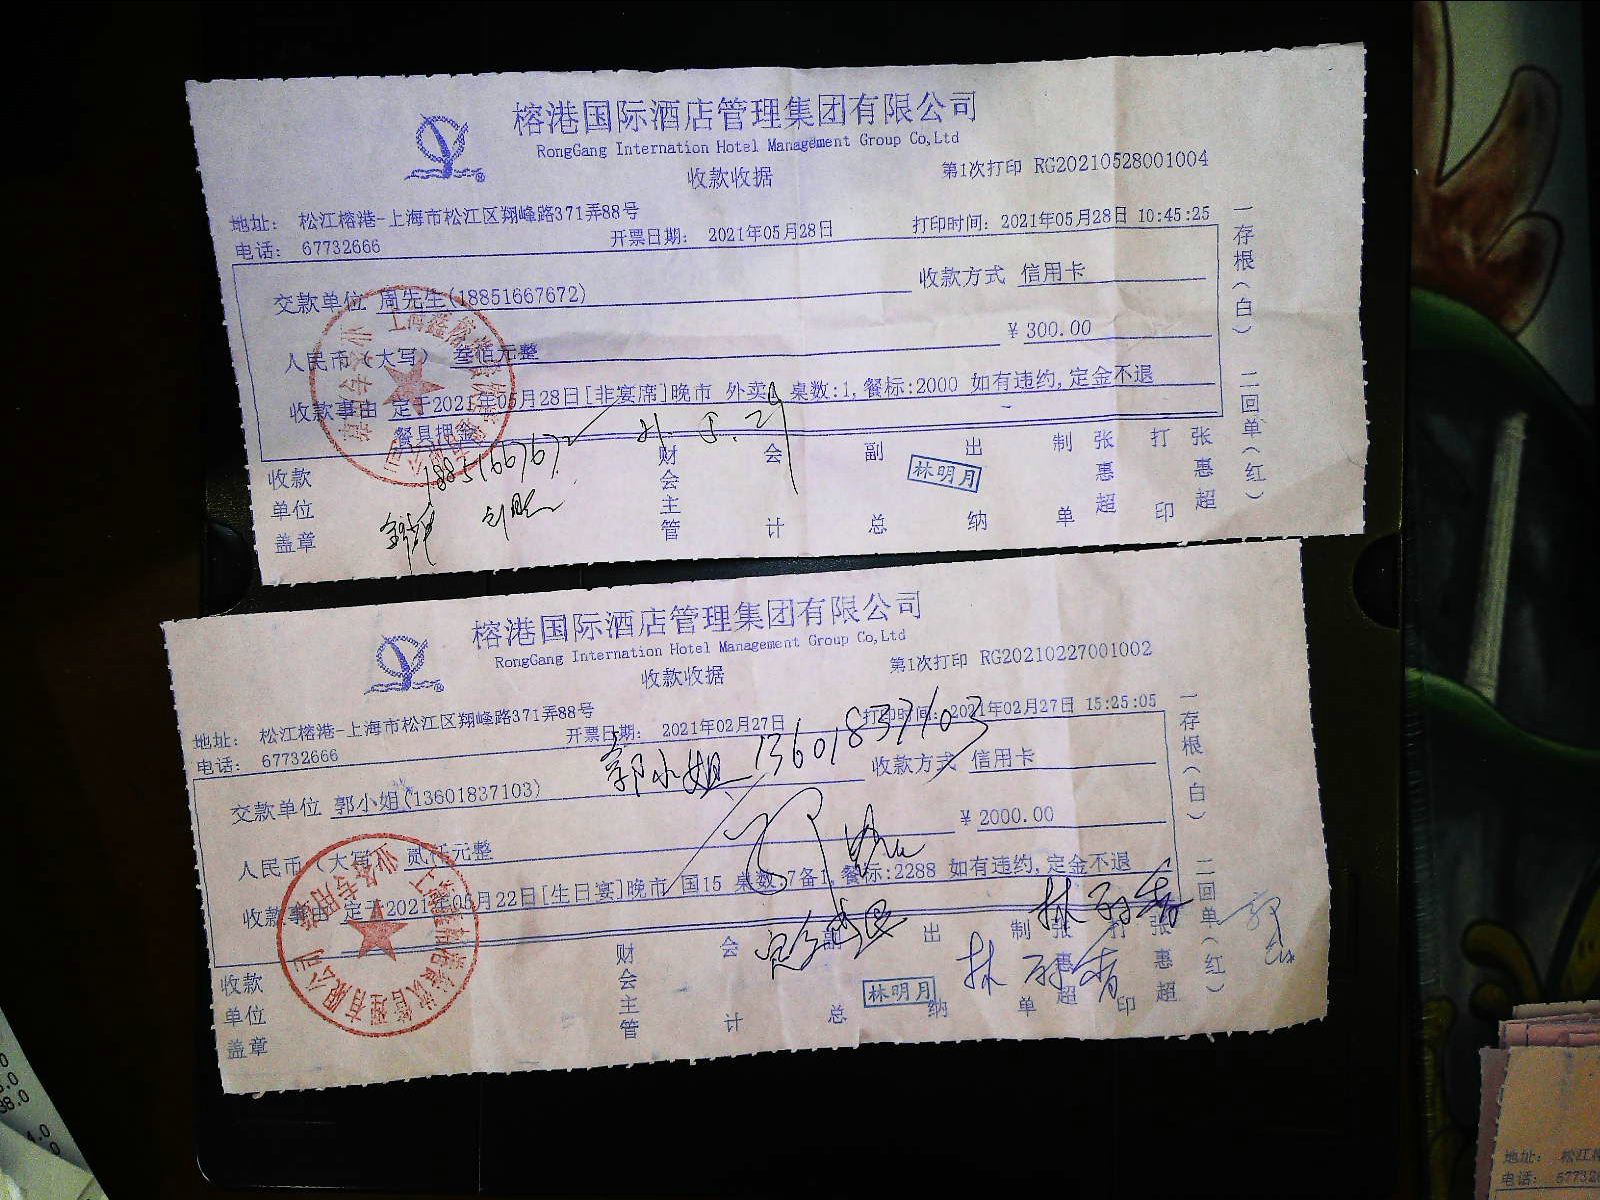 榕港国际酒店管理集团有限公司
RongGang Internation Hotel Management Group Co,Ltd
收款收据
第1次打印 RG20210528001004
地址: 松江榕港-上海市松江区翔峰路371弄88号
电话: 67732666
开票日期: 2021年05月28日
打印时间: 2021年05月28日 10:45:25
交款单位 周先生(18851667672)
收款方式 信用卡
人民币(大写) 叁佰元整
¥ 300.00
收款事由 定于2021年05月28日[非宴席]晚市 外卖 桌数:1,餐标:2000 如有违约,定金不退
餐具押金
18851667672
收款单位盖章
财会主管
会计
副总
出纳
林明月
制单
张惠超
打印
张惠超
一存根(白)
二回单(红)
榕港国际酒店管理集团有限公司
RongGang Internation Hotel Management Group Co,Ltd
收款收据
第1次打印 RG20210227001002
地址: 松江榕港-上海市松江区翔峰路371弄88号
电话: 67732666
开票日期: 2021年02月27日
打印时间: 2021年02月27日 15:25:05
郭小姐 13601837103
交款单位 郭小姐(13601837103)
收款方式 信用卡
人民币(大写) 贰仟元整
¥ 2000.00
收款事由 定于2021年05月22日[生日宴]晚市 国15 桌数:7备1,餐标:2288 如有违约,定金不退
收款单位盖章
财会主管
会计
副总
出纳
林明月
制单
张惠超
打印
张惠超
一存根(白)
二回单(红)
地址: 松江
电话: 67732